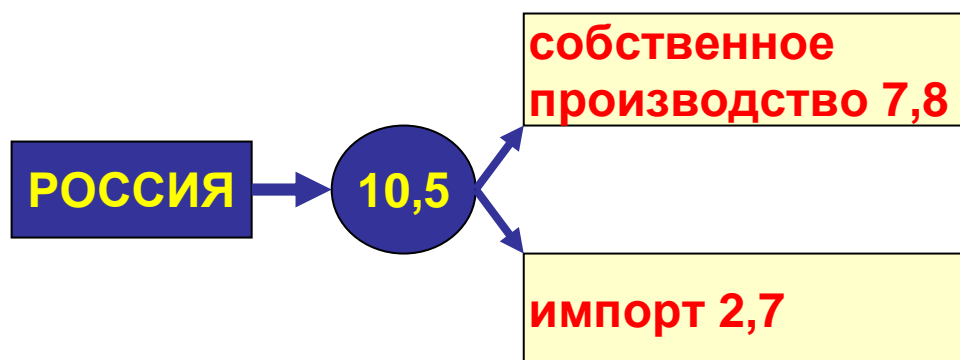 РОССИЯ
10,5
собственное
производство 7,8
импорт 2,7